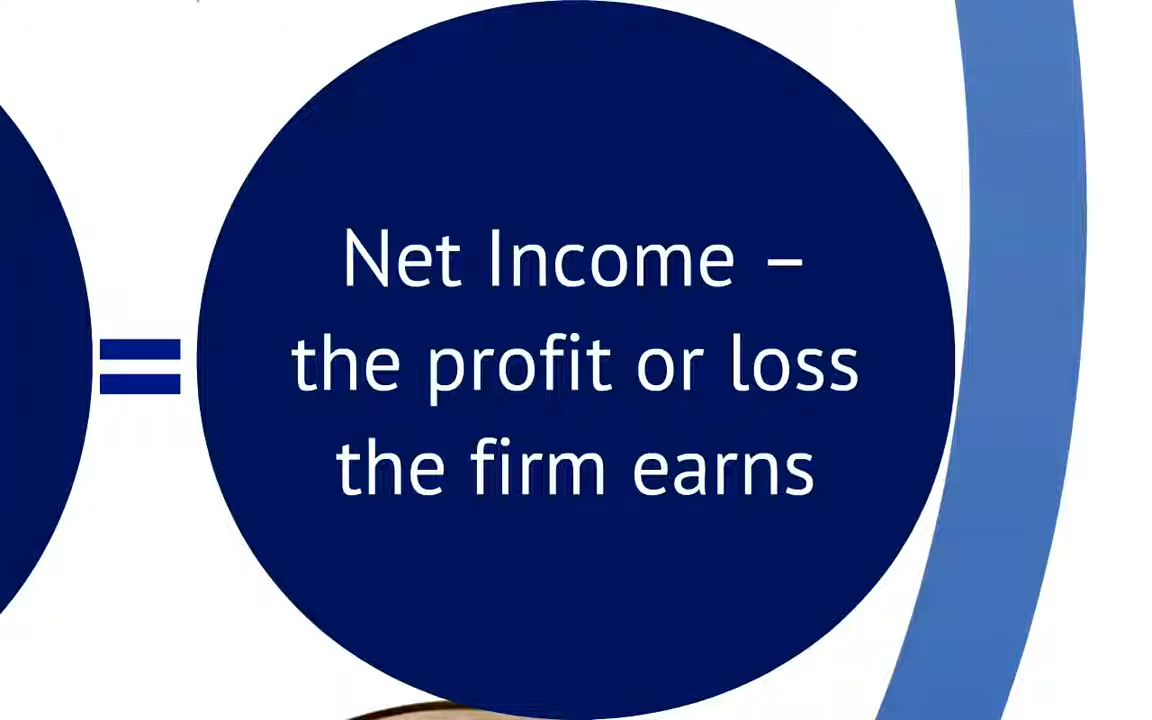 =
Net Income –
the profit or loss
the firm earns